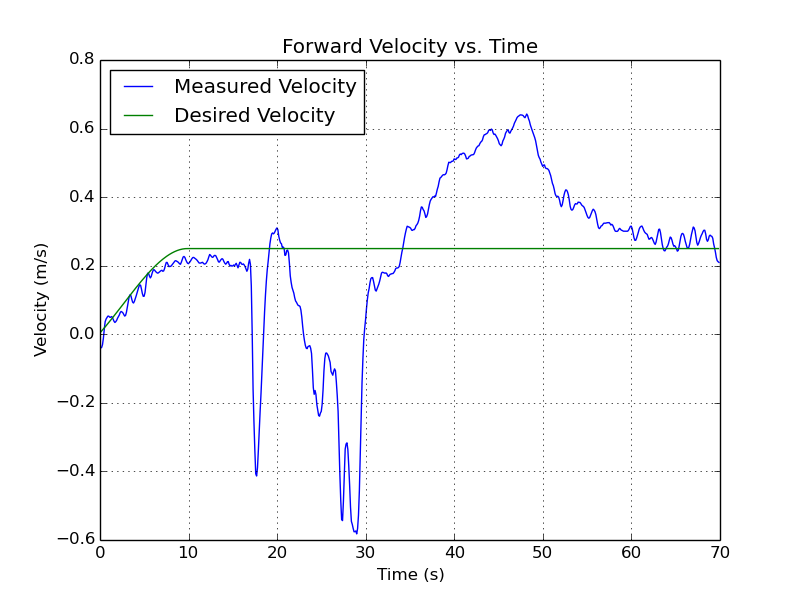 Forward Velocity vs. Time
Measured Velocity
Desired Velocity
0.8
0.6
0.4
0.2
0.0
−0.2
−0.4
−0.6
Velocity (m/s)
0 10 20 30 40 50 60 70
Time (s)